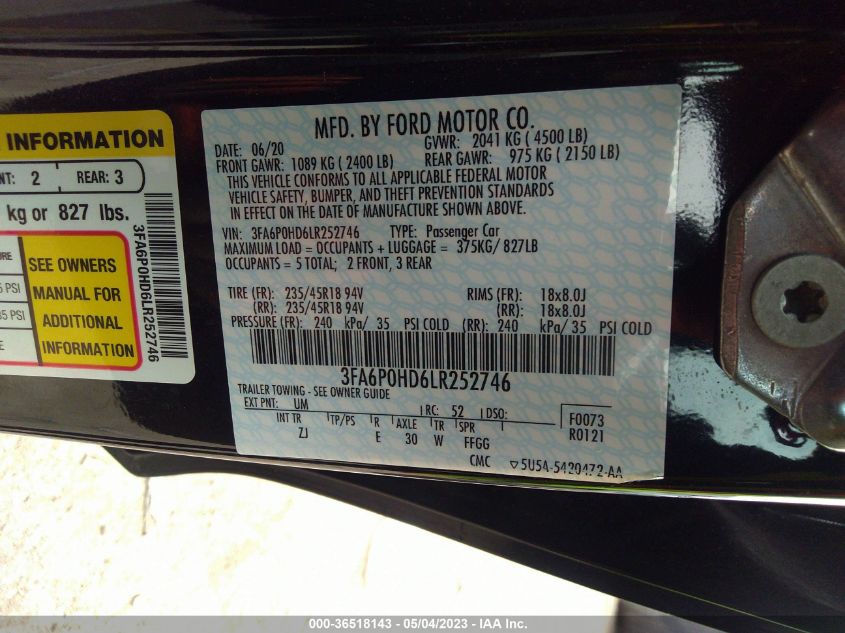 INFORMATION
2 REAR: 3
kg or 827 lbs.
SEE OWNERS
MANUAL FOR
ADDITIONAL
INFORMATION
PSI
35 PSI
3FA6P0HD6LR252746
MFD. BY FORD MOTOR CO.
DATE: 06/20 GVWR: 2041 KG ( 4500 LB)
FRONT GAWR: 1089 KG ( 2400 LB) REAR GAWR: 975 KG ( 2150 LB)
THIS VEHICLE CONFORMS TO ALL APPLICABLE FEDERAL MOTOR
VEHICLE SAFETY, BUMPER, AND THEFT PREVENTION STANDARDS
IN EFFECT ON THE DATE OF MANUFACTURE SHOWN ABOVE.
VIN: 3FA6P0HD6LR252746 TYPE: Passenger Car
MAXIMUM LOAD = OCCUPANTS + LUGGAGE = 375KG/ 827LB
OCCUPANTS = 5 TOTAL; 2 FRONT, 3 REAR
TIRE (FR): 235/45R18 94V RIMS (FR): 18x8.0J
(RR): 235/45R18 94V (RR): 18x8.0J
PRESSURE (FR): 240 kPa/ 35 PSI COLD (RR): 240 kPa/ 35 PSI COLD
3FA6P0HD6LR252746
TRAILER TOWING - SEE OWNER GUIDE
EXT PNT: UM RC: 52 DSO: F0073
INT TR TP/PS R AXLE TR SPR R0121
ZJ E 30 W FFGG
CMC 5U5A-5420472-AA
000-36518143 - 05/04/2023 - IAA Inc.